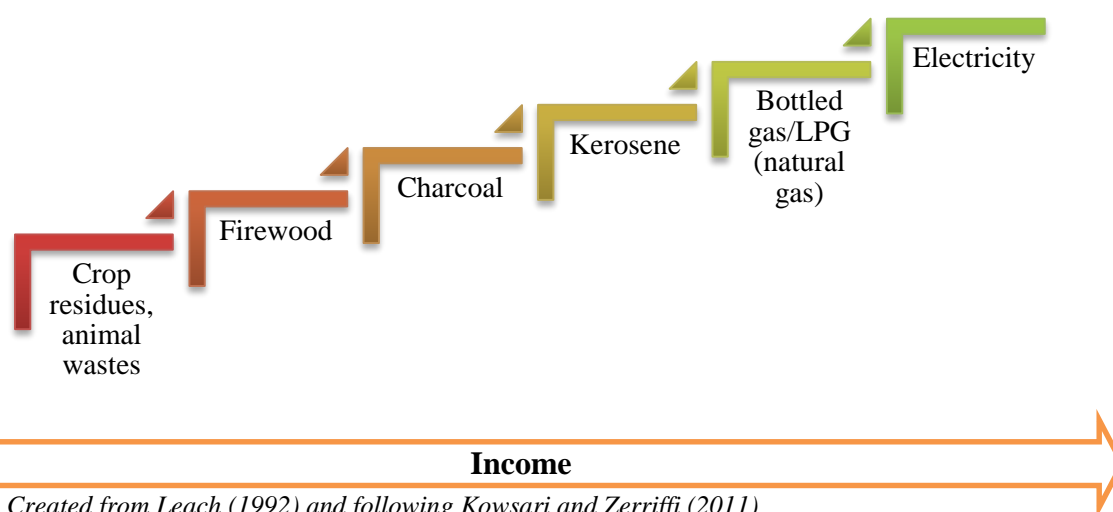 Electricity
Bottled
gas/LPG
(natural
gas)
Kerosene
Charcoal
Firewood
Crop
residues,
animal
wastes
Income
Created from Leach (1992) and following Kowsari and Zerriffi (2011)